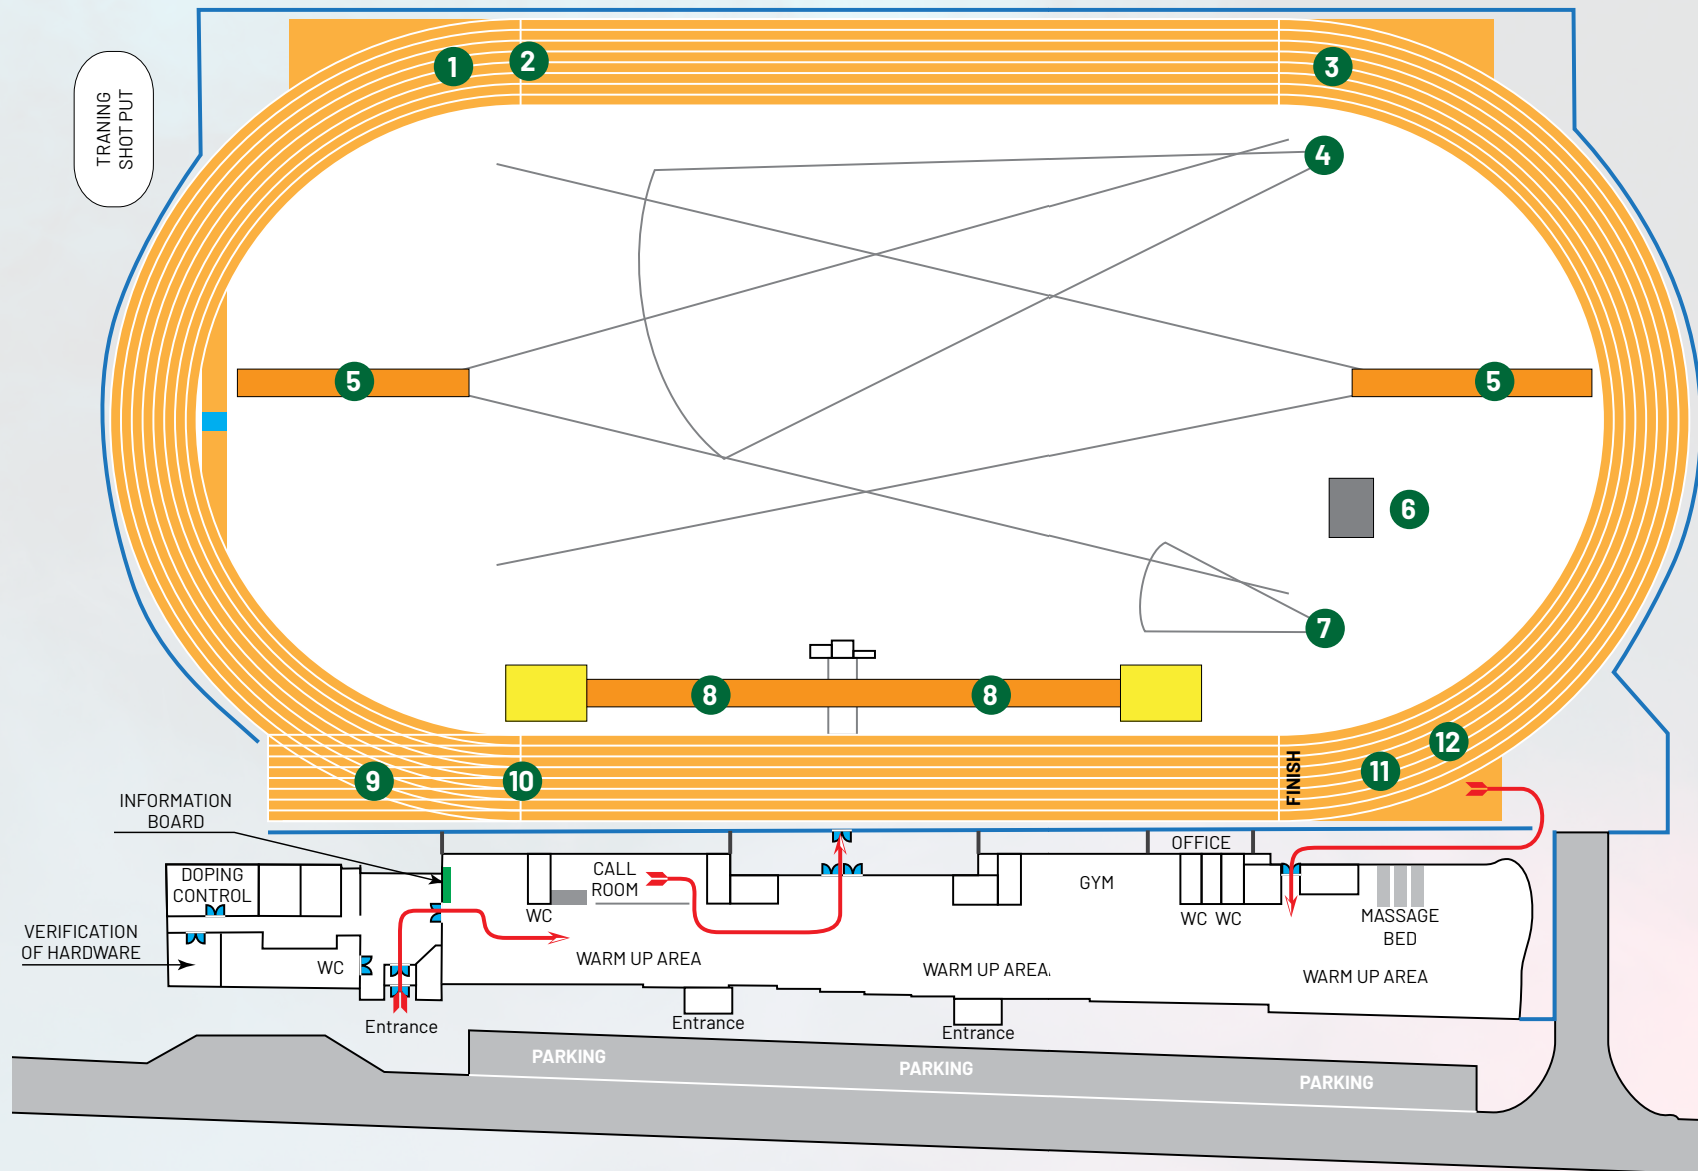 1
2
3
TRANING
SHOT PUT
4
5
5
6
7
8
8
9
10
FINISH
11
12
INFORMATION
BOARD
OFFICE
DOPING
CONTROL
CALL
ROOM
GYM
WC
WC WC
MASSAGE
BED
VERIFICATION
OF HARDWARE
WC
WARM UP AREA
WARM UP AREA.
WARM UP AREA
Entrance
Entrance
Entrance
PARKING
PARKING
PARKING